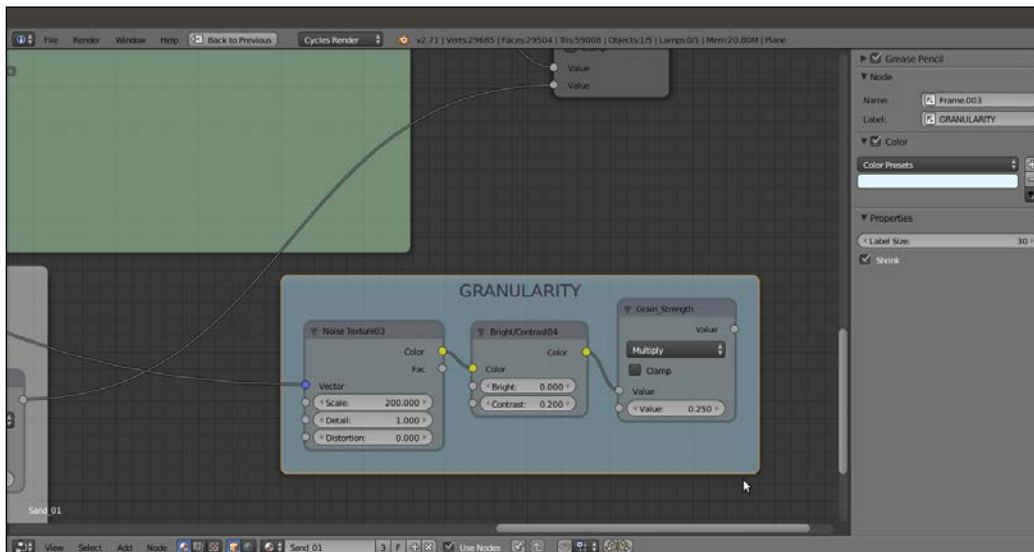 File Render Window Help Back to Previous Cycles Render v2.71 | Verts:29685 | Faces:29504 | Tris:59008 | Objects:1/5 | Lamps:0/1 | Mem:20.80M | Plane
Value
Value
Grease Pencil
Node
Name: Frame.003
Label: GRANULARITY
Color
Color Presets
Properties
Label Size: 30
Shrink
GRANULARITY
Noise Texture03
Color
Fac
Vector
Scale: 200.000
Detail: 1.000
Distortion: 0.000
Bright/Contrast04
Color
Color
Bright: 0.000
Contrast: 0.200
Grain_Strength
Value
Multiply
Clamp
Value
Value: 0.250
Sand_01
View Select Add Node Sand 01 3 F Use Nodes